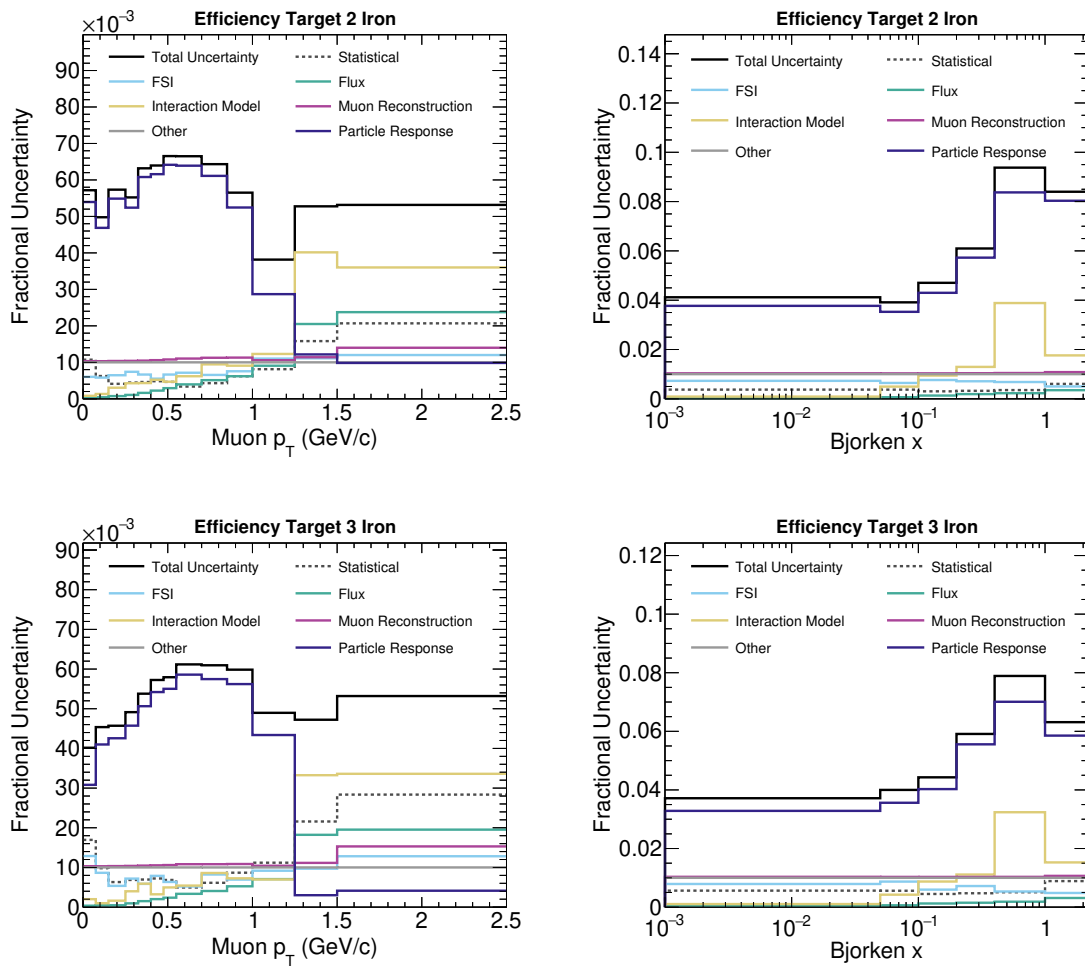 Efficiency Target 2 Iron
×10⁻³
Fractional Uncertainty
90
80
70
60
50
40
30
20
10
0
Total Uncertainty
Statistical
FSI
Flux
Interaction Model
Muon Reconstruction
Other
Particle Response
0 0.5 1 1.5 2 2.5
Muon p_T (GeV/c)
Efficiency Target 2 Iron
Fractional Uncertainty
0.14
0.12
0.1
0.08
0.06
0.04
0.02
0
Total Uncertainty
Statistical
FSI
Flux
Interaction Model
Muon Reconstruction
Other
Particle Response
10⁻³ 10⁻² 10⁻¹ 1
Bjorken x
Efficiency Target 3 Iron
×10⁻³
Fractional Uncertainty
90
80
70
60
50
40
30
20
10
0
Total Uncertainty
Statistical
FSI
Flux
Interaction Model
Muon Reconstruction
Other
Particle Response
0 0.5 1 1.5 2 2.5
Muon p_T (GeV/c)
Efficiency Target 3 Iron
Fractional Uncertainty
0.12
0.1
0.08
0.06
0.04
0.02
0
Total Uncertainty
Statistical
FSI
Flux
Interaction Model
Muon Reconstruction
Other
Particle Response
10⁻³ 10⁻² 10⁻¹ 1
Bjorken x